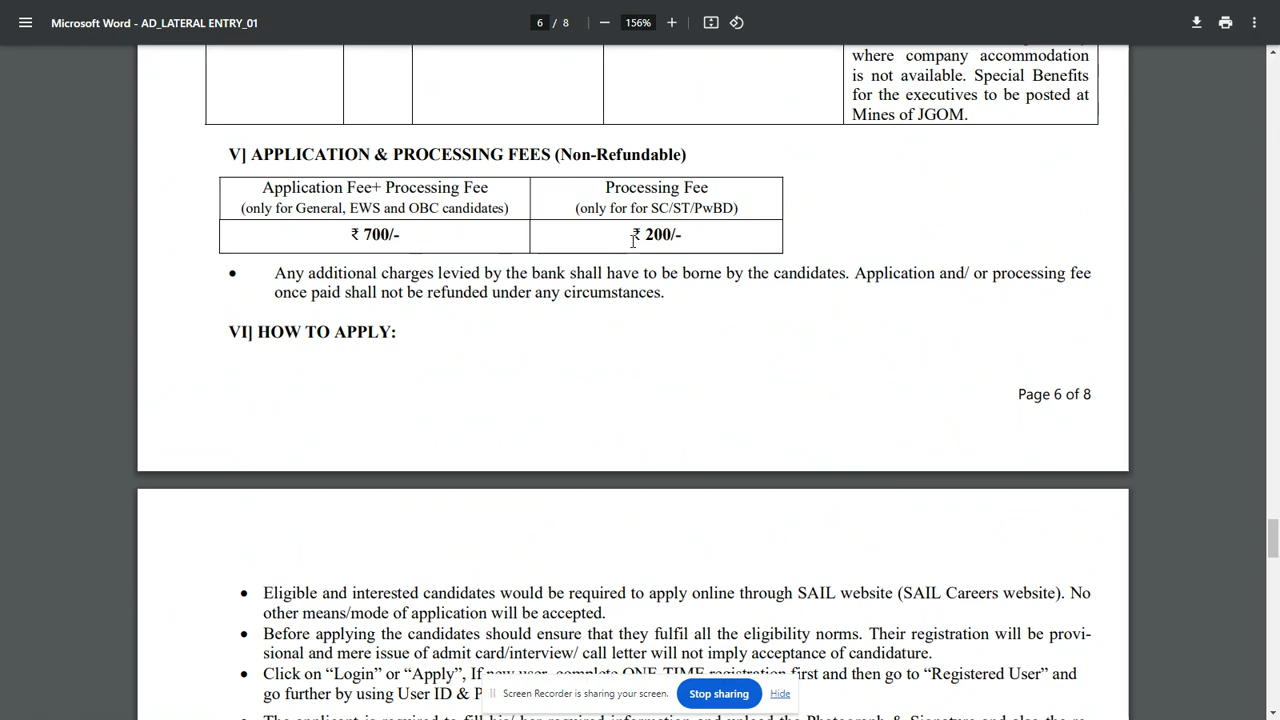 Microsoft Word - AD_LATERAL ENTRY_01
6 / 8
156%
where company accommodation
is not available. Special Benefits
for the executives to be posted at
Mines of JGOM.
V] APPLICATION & PROCESSING FEES (Non-Refundable)
Application Fee+ Processing Fee
(only for General, EWS and OBC candidates)
Processing Fee
(only for for SC/ST/PwBD)
₹ 700/-
₹ 200/-
• Any additional charges levied by the bank shall have to be borne by the candidates. Application and/ or processing fee
once paid shall not be refunded under any circumstances.
VI] HOW TO APPLY:
Page 6 of 8
• Eligible and interested candidates would be required to apply online through SAIL website (SAIL Careers website). No
other means/mode of application will be accepted.
• Before applying the candidates should ensure that they fulfil all the eligibility norms. Their registration will be provi-
sional and mere issue of admit card/interview/ call letter will not imply acceptance of candidature.
• Click on “Login” or “Apply”, If new user, complete ONE-TIME registration first and then go to “Registered User” and
go further by using User ID & P
Screen Recorder is sharing your screen.
Stop sharing
Hide